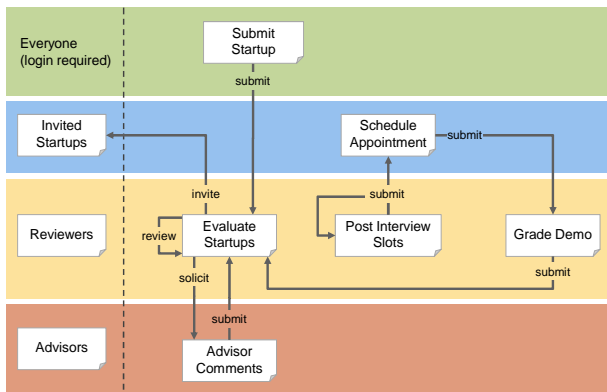 Everyone
(login required)
Submit
Startup
submit
Invited
Startups
Schedule
Appointment
submit
invite
submit
Reviewers
review
Evaluate
Startups
Post Interview
Slots
Grade Demo
solicit
submit
submit
Advisors
Advisor
Comments